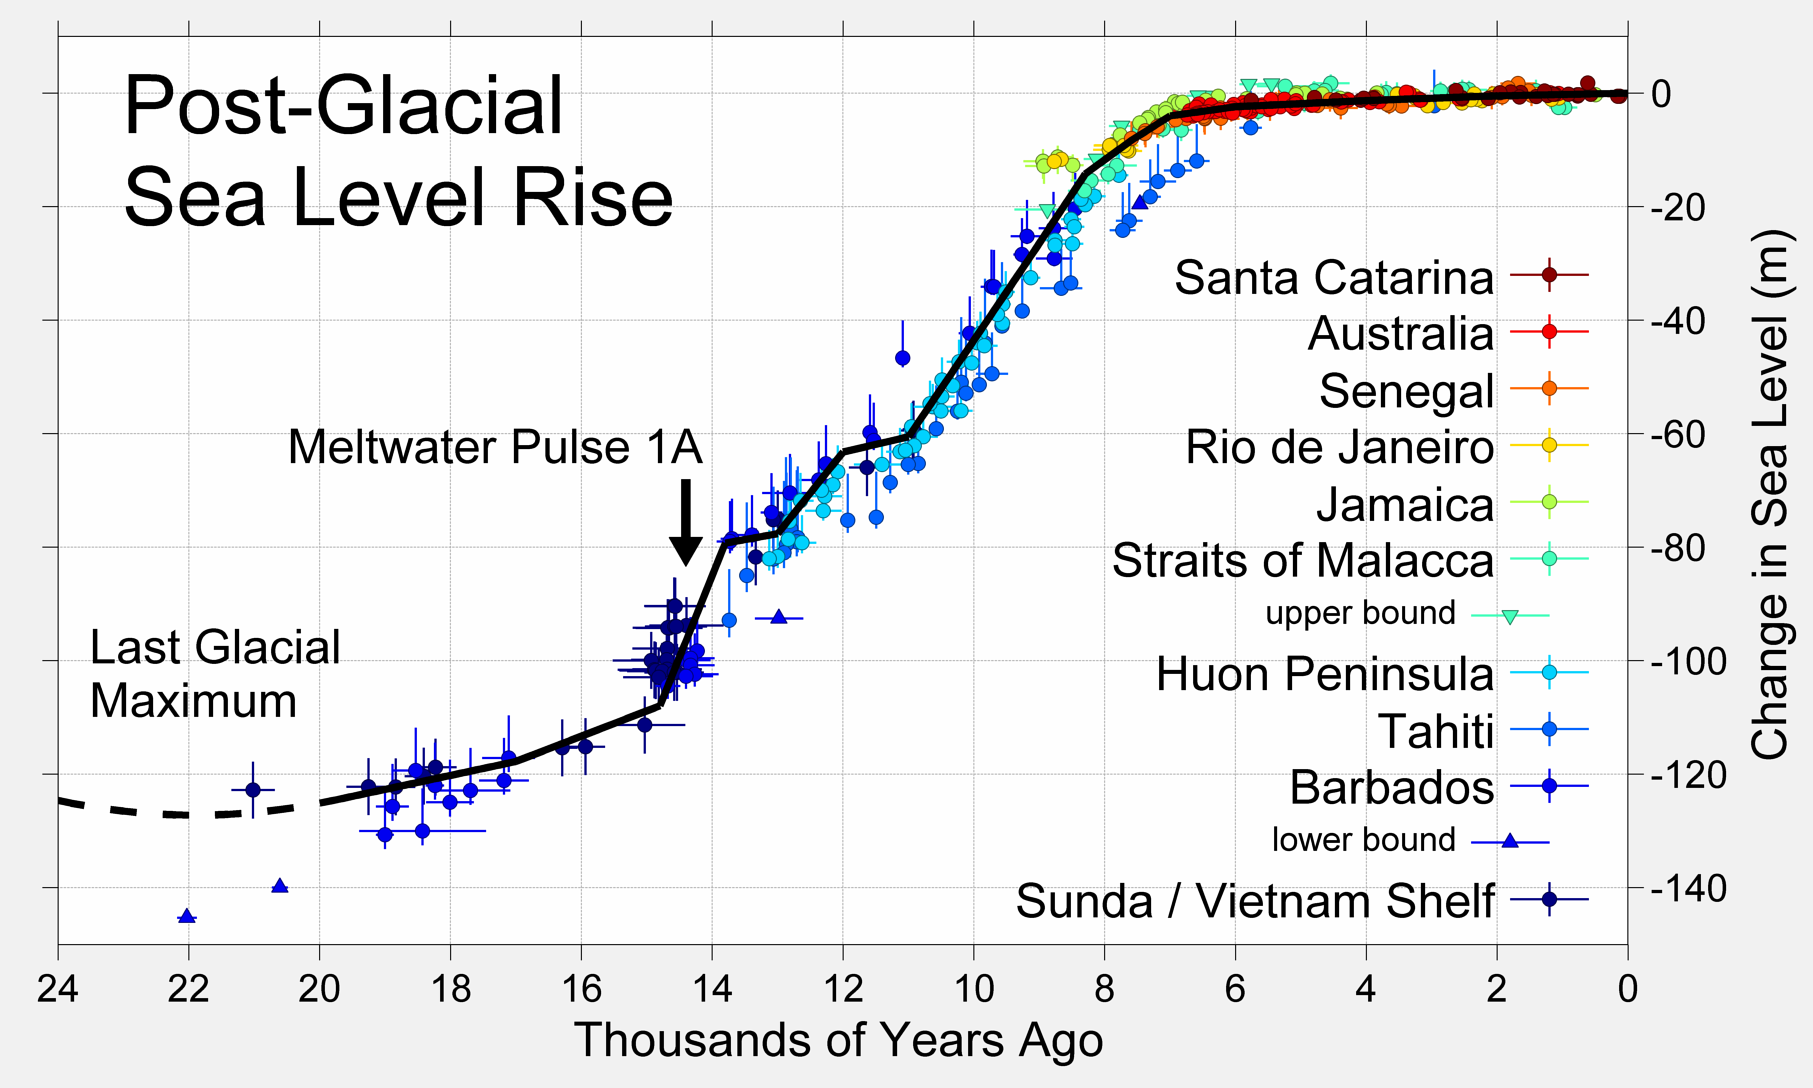 Post-Glacial
Sea Level Rise
Meltwater Pulse 1A
Last Glacial
Maximum
Santa Catarina
Australia
Senegal
Rio de Janeiro
Jamaica
Straits of Malacca
upper bound
Huon Peninsula
Tahiti
Barbados
lower bound
Sunda / Vietnam Shelf
0
-20
-40
-60
-80
-100
-120
-140
Change in Sea Level (m)
24 22 20 18 16 14 12 10 8 6 4 2 0
Thousands of Years Ago